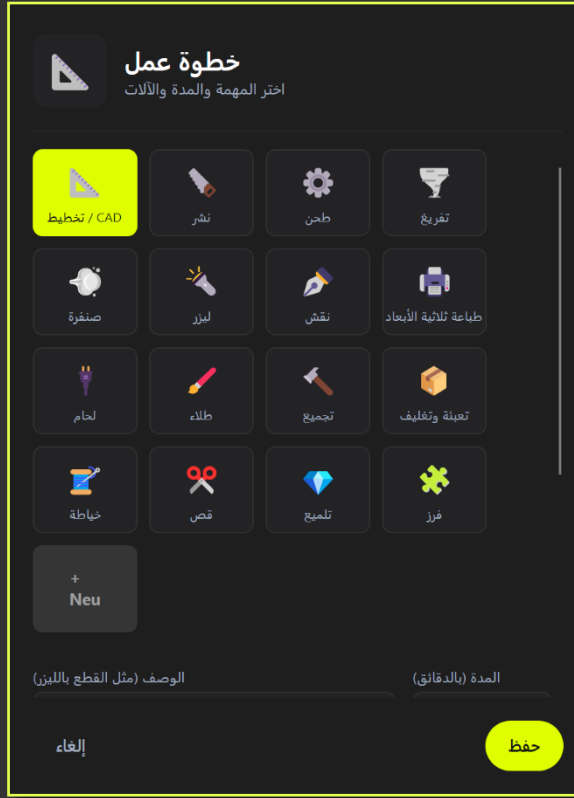 خطوة عمل
اختر المهمة والمدة والآلات
تخطيط / CAD
نشر
طحن
تفريغ
صنفرة
ليزر
نقش
طباعة ثلاثية الأبعاد
لحام
طلاء
تجميع
تعبئة وتغليف
خياطة
قص
تلميع
فرز
+
Neu
الوصف (مثل القطع بالليزر)
المدة (بالدقائق)
إلغاء
حفظ